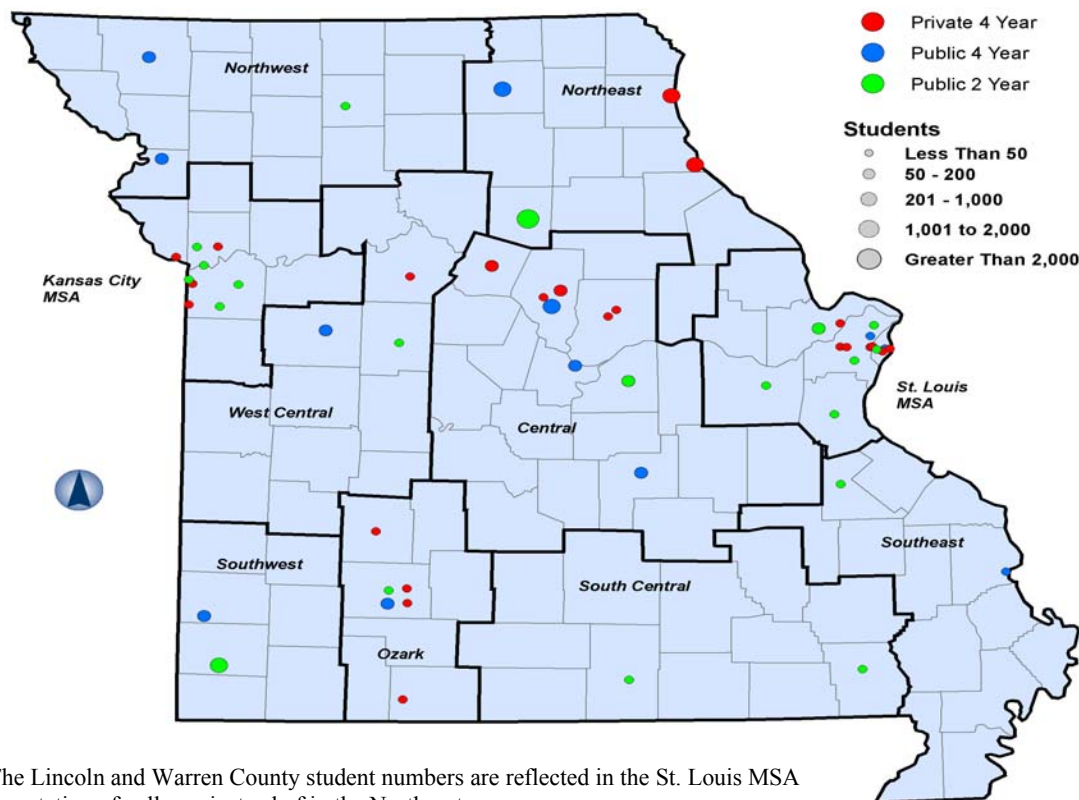 Private 4 Year
Public 4 Year
Public 2 Year
Students
Less Than 50
50 - 200
201 - 1,000
1,001 to 2,000
Greater Than 2,000
Northwest
Northeast
Kansas City
MSA
West Central
Central
St. Louis
MSA
Southwest
Southeast
South Central
Ozark
The Lincoln and Warren County student numbers are reflected in the St. Louis MSA